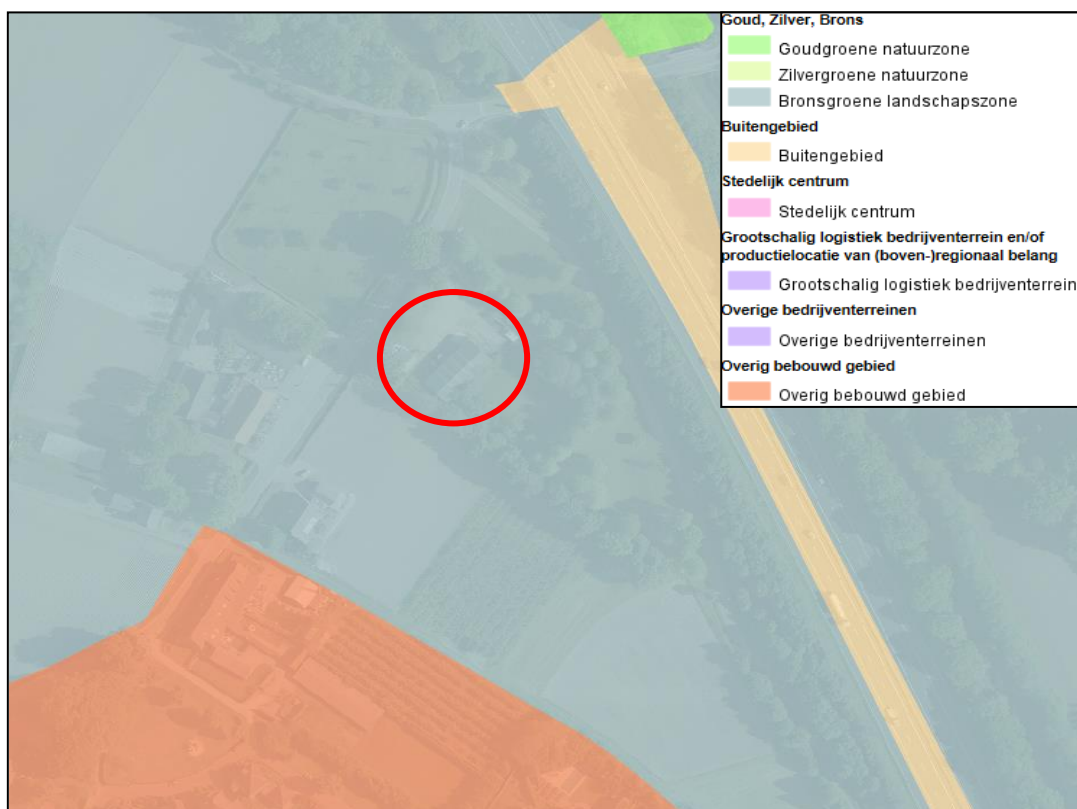 Goud, Zilver, Brons
Goudgroene natuurzone
Zilvergroene natuurzone
Bronsgroene landschapszone
Buitengebied
Buitengebied
Stedelijk centrum
Stedelijk centrum
Grootschalig logistiek bedrijventerrein en/of
productielocatie van (boven-)regionaal belang
Grootschalig logistiek bedrijventerrein
Overige bedrijventerreinen
Overige bedrijventerreinen
Overig bebouwd gebied
Overig bebouwd gebied